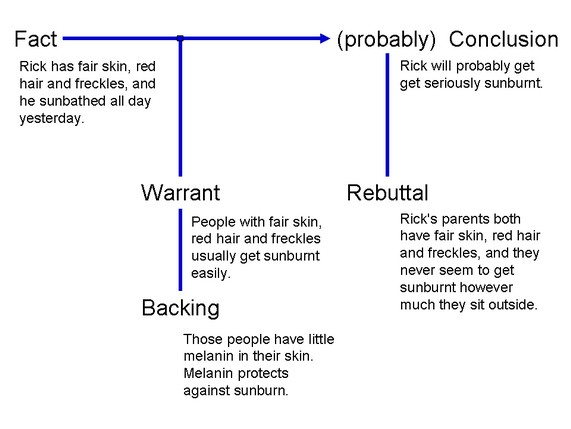 Fact
(probably) Conclusion
Rick has fair skin, red
hair and freckles, and
he sunbathed all day
yesterday.
Rick will probably get
get seriously sunburnt.
Warrant
People with fair skin,
red hair and freckles
usually get sunburnt
easily.
Rebuttal
Rick's parents both
have fair skin, red hair
and freckles, and they
never seem to get
sunburnt however
much they sit outside.
Backing
Those people have little
melanin in their skin.
Melanin protects
against sunburn.